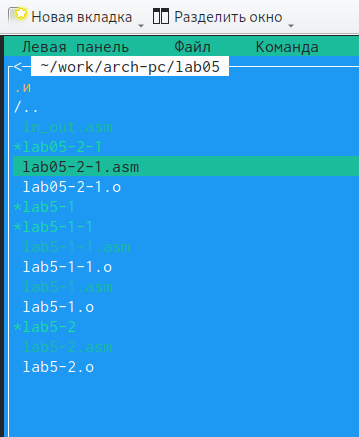 Новая вкладка Разделить окно
Левая панель Файл Команда
<─ ~/work/arch-pc/lab05
.и
/..
in_out.asm
*lab05-2-1
lab05-2-1.asm
lab05-2-1.o
*lab5-1
*lab5-1-1
lab5-1-1.asm
lab5-1-1.o
lab5-1.asm
lab5-1.o
*lab5-2
lab5-2.asm
lab5-2.o